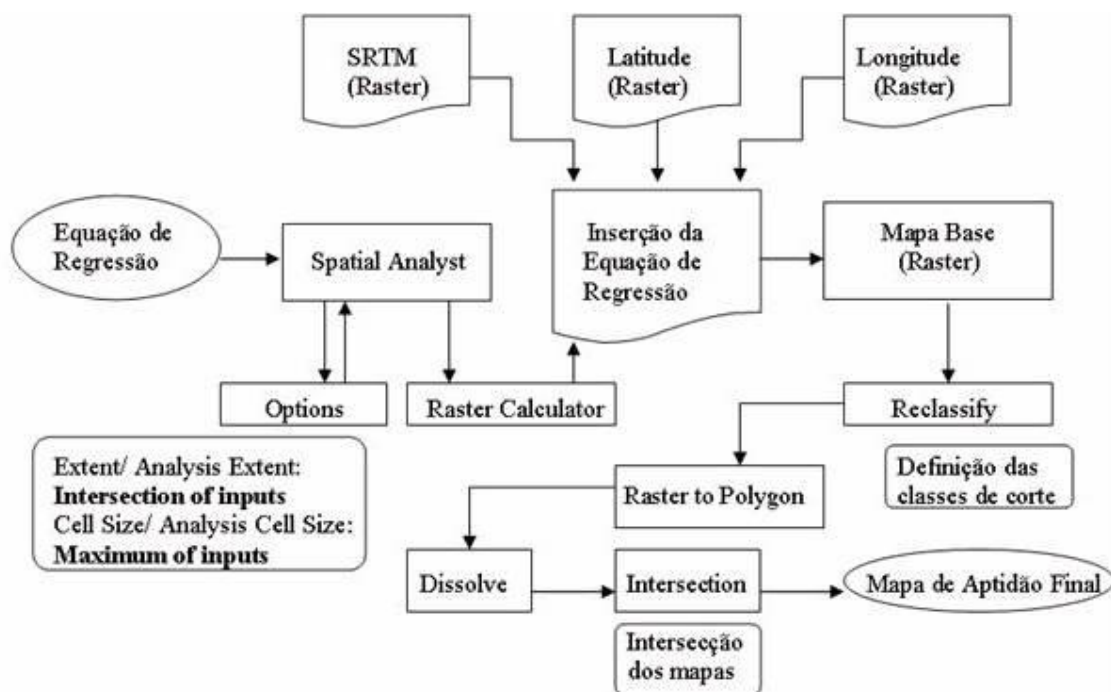 SRTM
(Raster)
Latitude
(Raster)
Longitude
(Raster)
Equação de
Regressão
Spatial Analyst
Inserção da
Equação de
Regressão
Mapa Base
(Raster)
Options
Raster Calculator
Reclassify
Extent/ Analysis Extent:
Intersection of inputs
Cell Size/ Analysis Cell Size:
Maximum of inputs
Definição das
classes de corte
Raster to Polygon
Dissolve
Intersection
Mapa de Aptidão Final
Intersecção
dos mapas